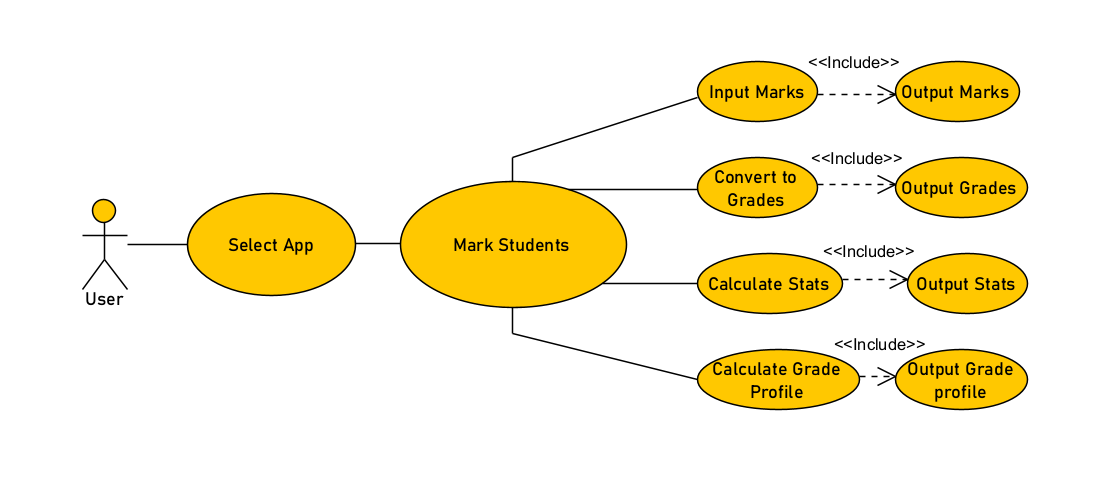 User
Select App
Mark Students
Input Marks
<<Include>>
Output Marks
Convert to
Grades
<<Include>>
Output Grades
Calculate Stats
<<Include>>
Output Stats
Calculate Grade
Profile
<<Include>>
Output Grade
profile